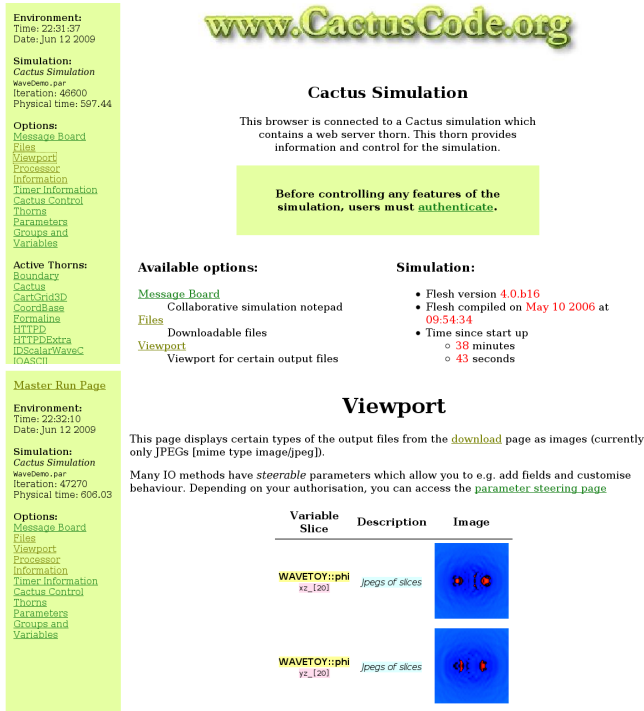 Environment:
Time: 22:31:37
Date: Jun 12 2009
Simulation:
Cactus Simulation
WaveDemo.par
Iteration: 46600
Physical time: 597.44
Options:
Message Board
Files
Viewport
Processor
Information
Timer Information
Cactus Control
Thorns
Parameters
Groups and
Variables
Active Thorns:
Boundary
Cactus
CartGrid3D
CoordBase
Formaline
HTTPD
HTTPDExtra
IDScalarWaveC
IOASCII
www.CactusCode.org
Cactus Simulation
This browser is connected to a Cactus simulation which
contains a web server thorn. This thorn provides
information and control for the simulation.
Before controlling any features of the
simulation, users must authenticate.
Available options:
Message Board
Collaborative simulation notepad
Files
Downloadable files
Viewport
Viewport for certain output files
Simulation:
• Flesh version 4.0.b16
• Flesh compiled on May 10 2006 at
09:54:34
• Time since start up
○ 38 minutes
○ 43 seconds
Master Run Page
Environment:
Time: 22:32:10
Date: Jun 12 2009
Simulation:
Cactus Simulation
WaveDemo.par
Iteration: 47270
Physical time: 606.03
Options:
Message Board
Files
Viewport
Processor
Information
Timer Information
Cactus Control
Thorns
Parameters
Groups and
Variables
Viewport
This page displays certain types of the output files from the download page as images (currently
only JPEGs [mime type image/jpeg]).
Many IO methods have steerable parameters which allow you to e.g. add fields and customise
behaviour. Depending on your authorisation, you can access the parameter steering page
Variable
Slice
Description
Image
WAVETOY::phi
xz_[20]
Jpegs of slices
WAVETOY::phi
yz_[20]
Jpegs of slices